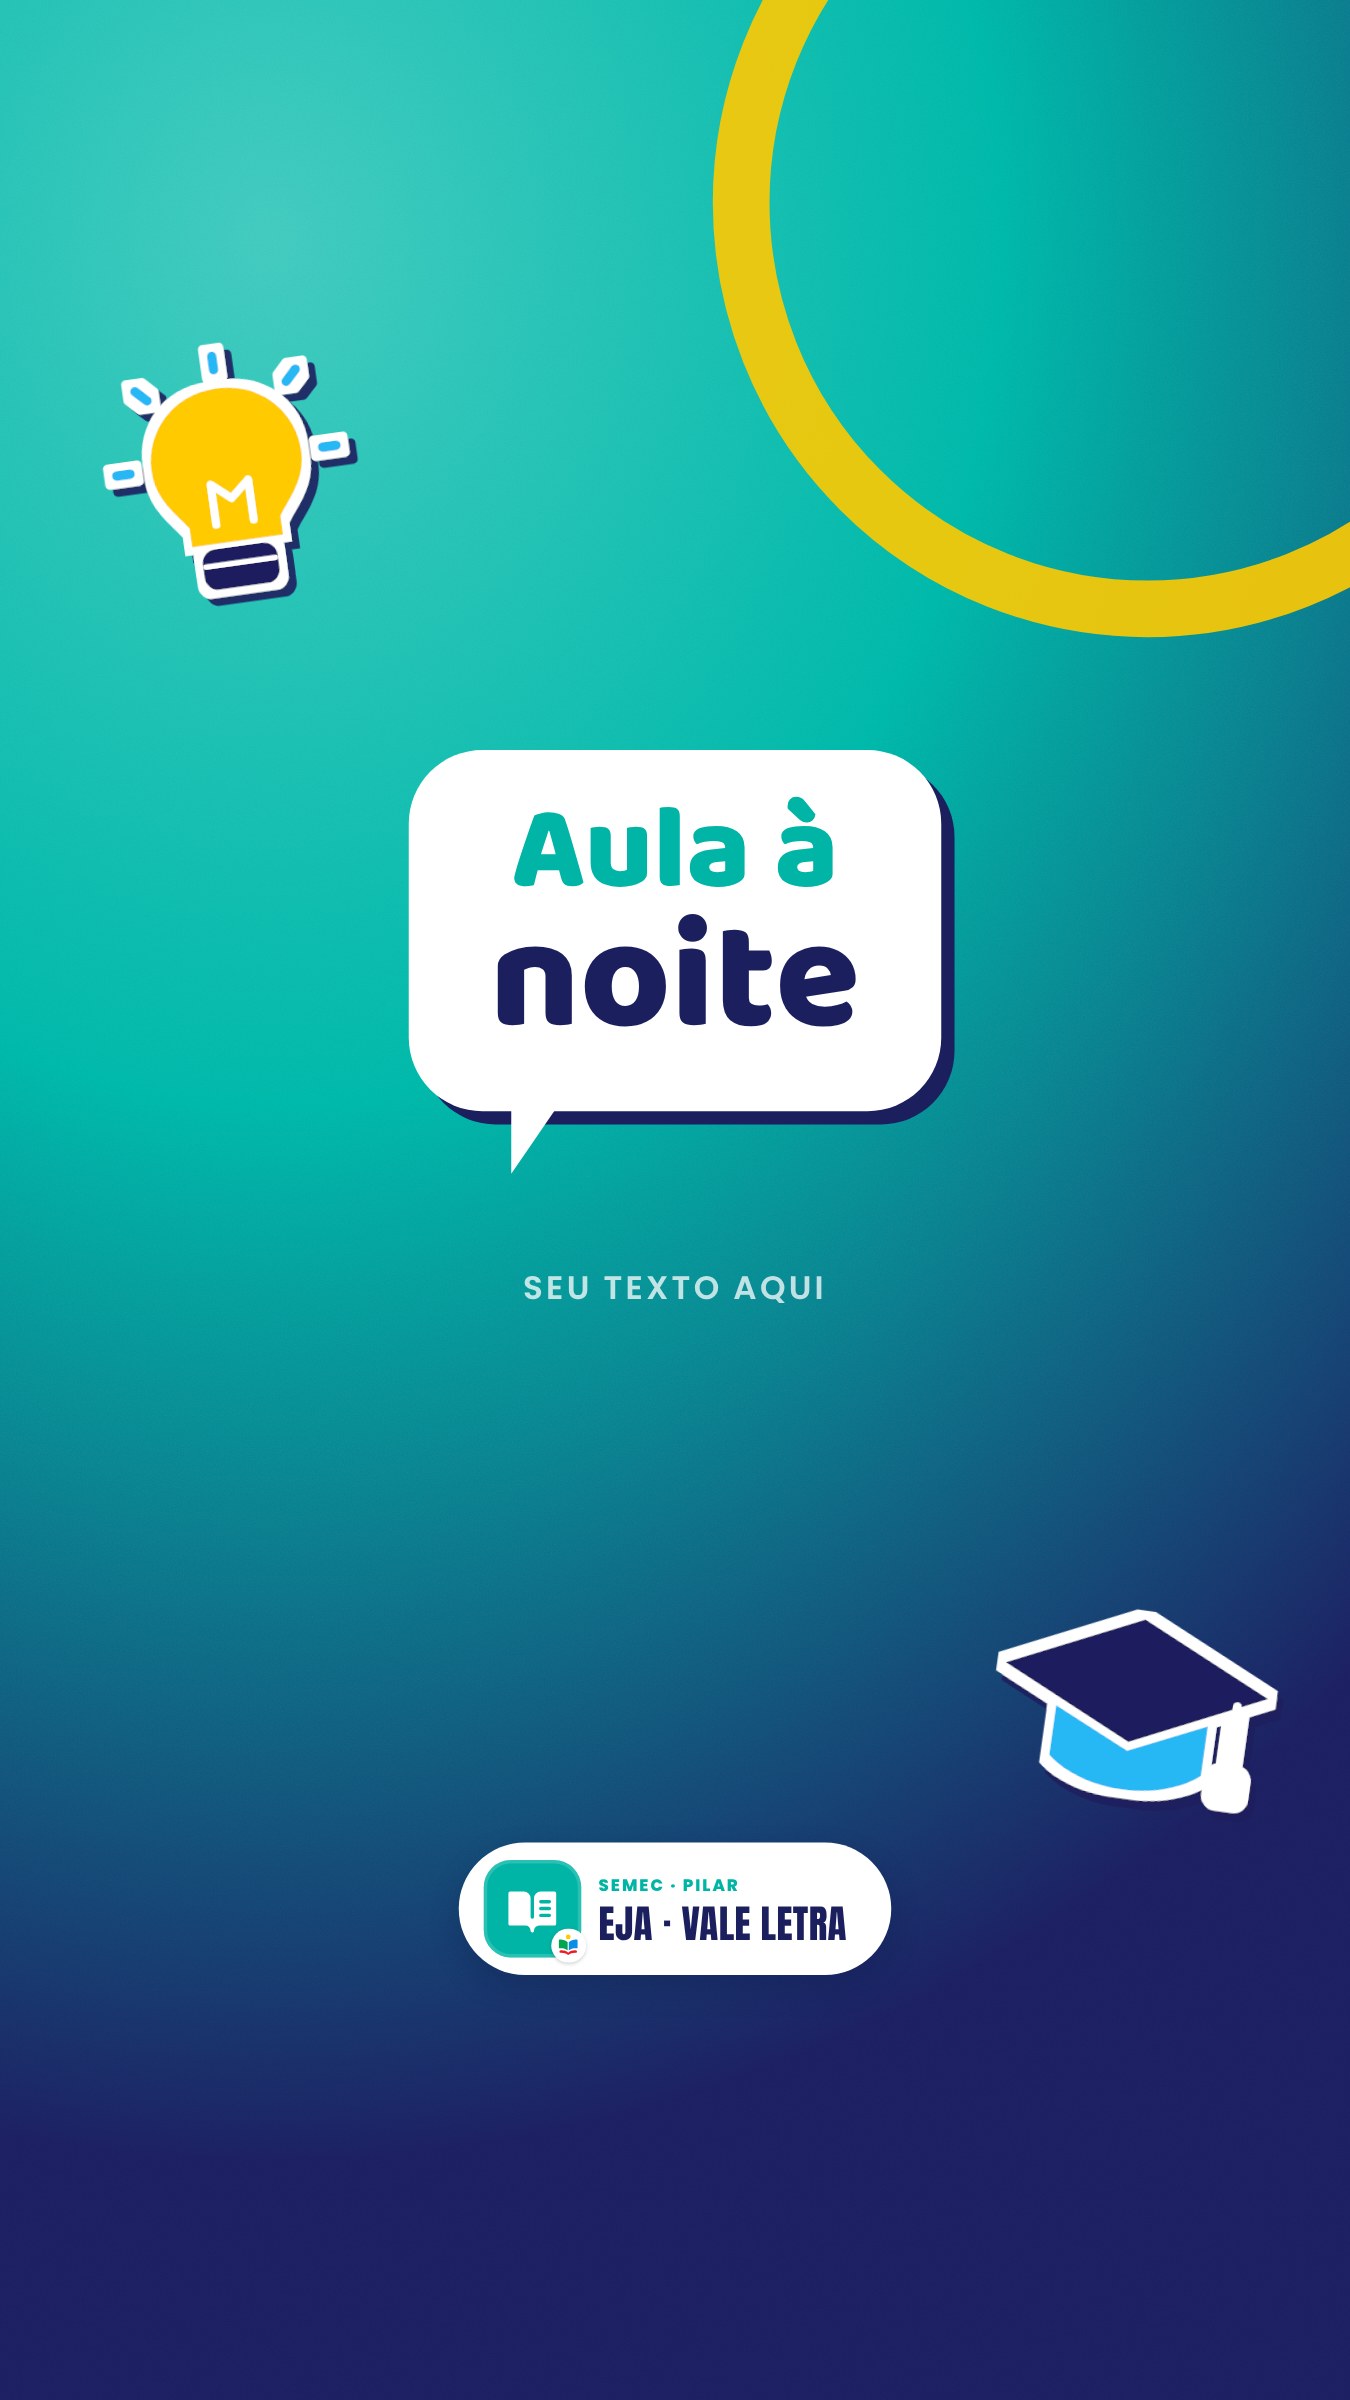 Aula à
noite
SEU TEXTO AQUI
SEMEC · PILAR
EJA · VALE LETRA